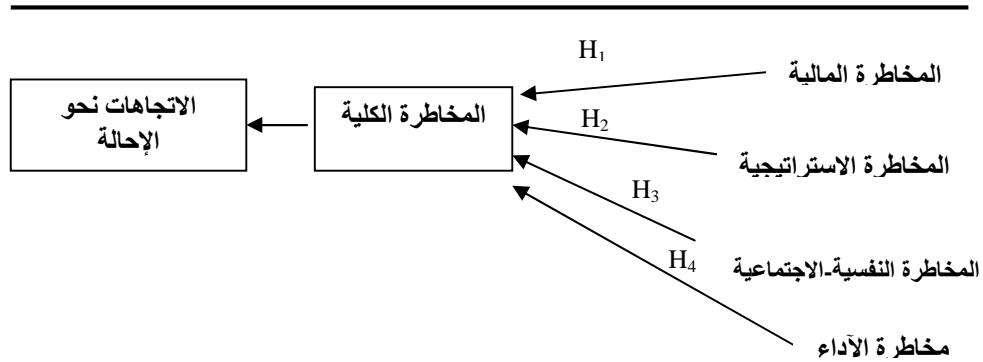 H₁
المخاطرة المالية
الاتجاهات نحو
الإحالة
المخاطرة الكلية
H₂
المخاطرة الاستراتيجية
H₃
H₄
المخاطرة النفسية-الاجتماعية
مخاطرة الآداء